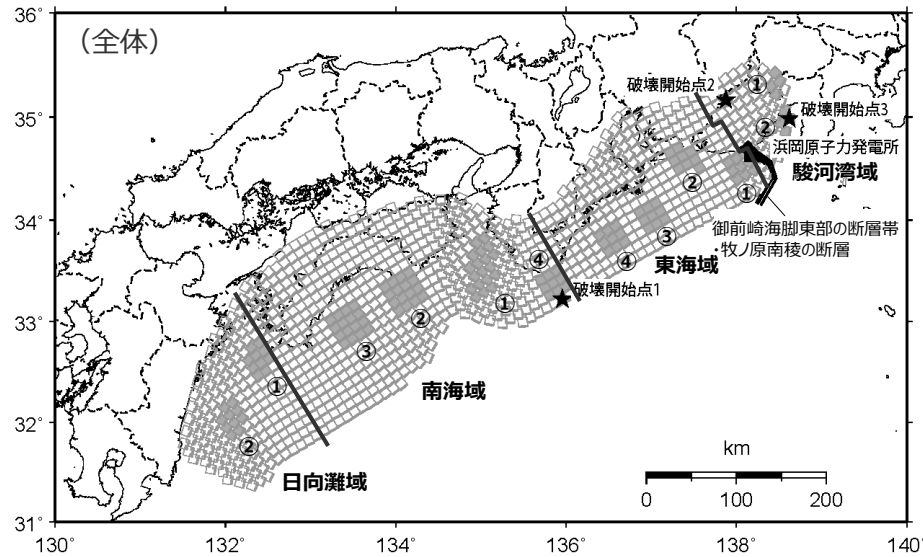 36°
35°
34°
33°
32°
31°
130
132
134
136
138
140
（全体）
破壊開始点2
①
破壊開始点3
②
浜岡原子力発電所
駿河湾域
②
①
御前崎海脚東部の断層帯
・牧ノ原南稜の断層
③
④
東海域
④
破壊開始点1
①
②
③
南海域
①
②
日向灘域
km
0
100
200